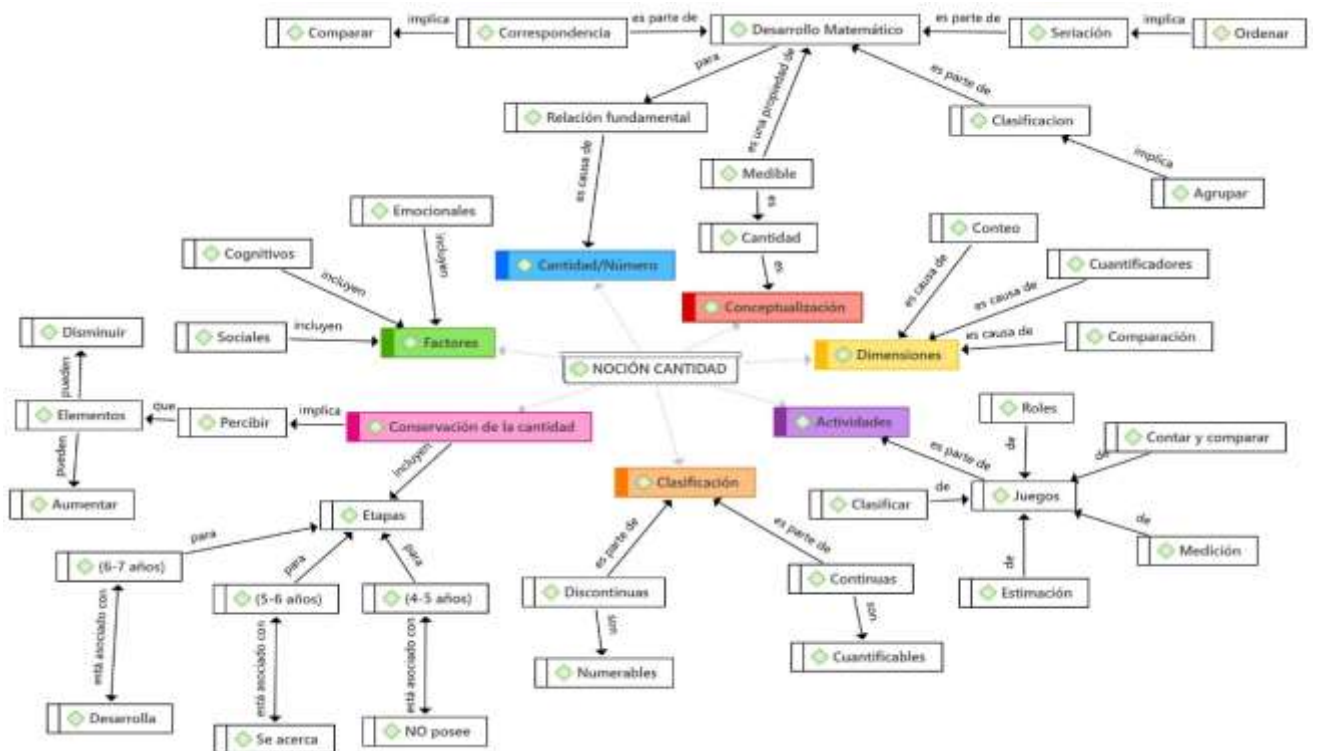 Comparar
implica
Correspondencia
es parte de
Desarrollo Matemático
es parte de
Seriación
implica
Ordenar
para
es una propiedad de
es parte de
Relación fundamental
Clasificacion
implica
Agrupar
es causa de
Medible
es
Emocionales
incluyen
Cantidad
es
Conteo
es causa de
Cognitivos
incluyen
Cantidad/Número
Cuantificadores
es causa de
Conceptualización
Disminuir
Sociales
incluyen
Factores
es causa de
Comparación
Dimensiones
NOCIÓN CANTIDAD
pueden
Elementos
que
Percibir
implica
Conservación de la cantidad
Actividades
Roles
de
Contar y comparar
de
es parte de
pueden
incluyen
Clasificación
Aumentar
Clasificar
de
Juegos
Etapas
es parte de
es parte de
de
Medición
de
Estimación
para
(6-7 años)
para
(5-6 años)
para
(4-5 años)
Discontinuas
Continuas
son
son
Numerables
Cuantificables
está asociado con
está asociado con
está asociado con
Desarrolla
Se acerca
NO posee